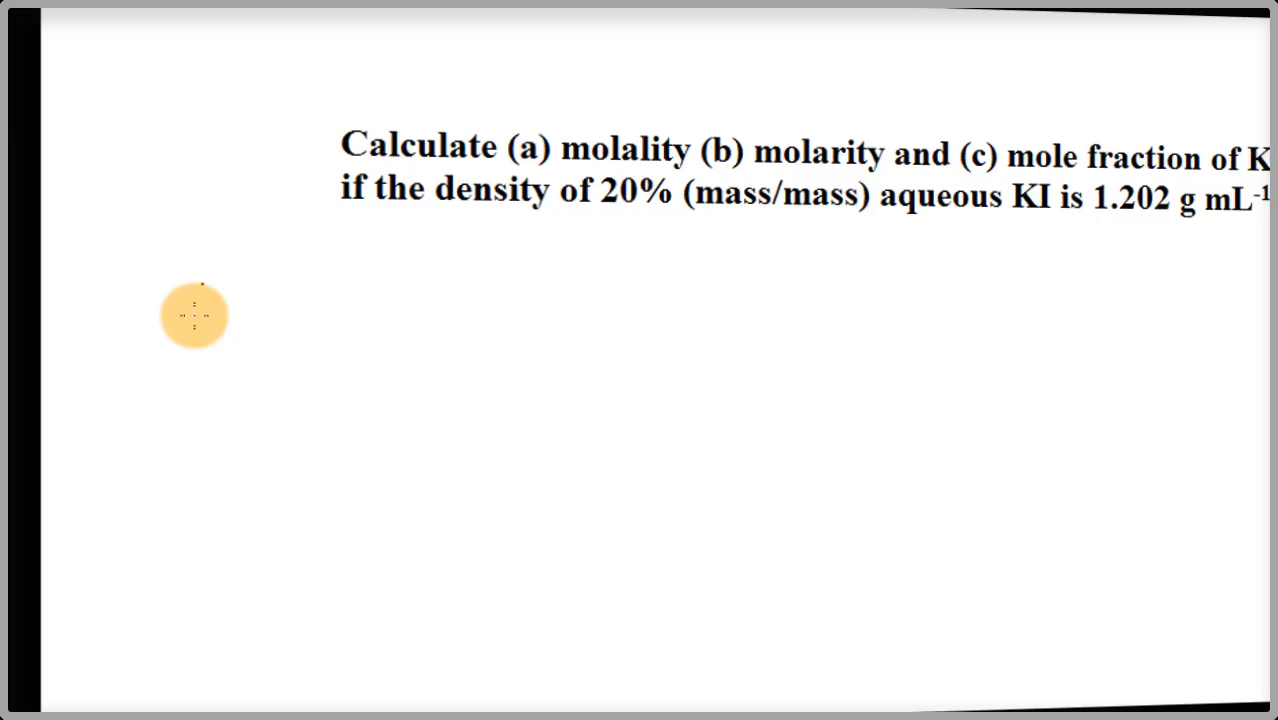 Calculate (a) molality (b) molarity and (c) mole fraction of K
if the density of 20% (mass/mass) aqueous KI is 1.202 g mL⁻¹